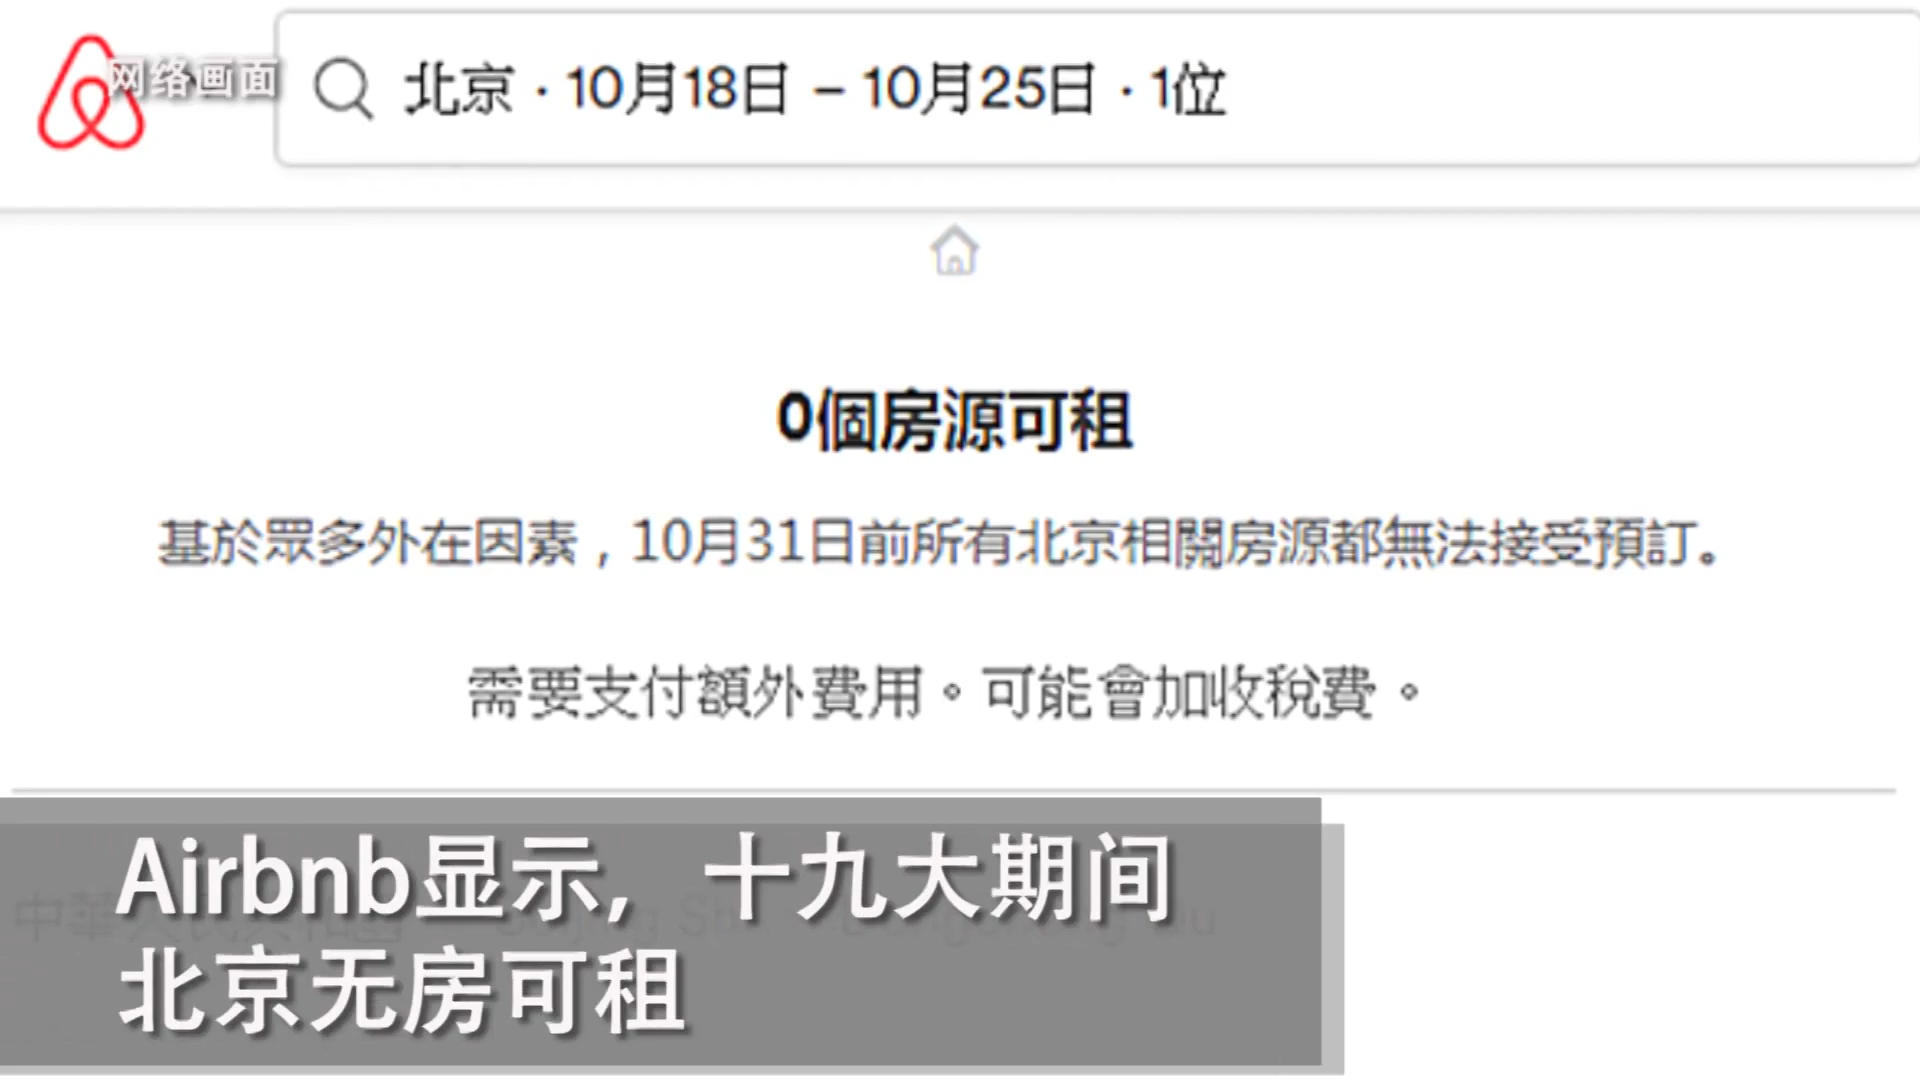 网络画面
北京 · 10月18日 – 10月25日 · 1位
0個房源可租
基於眾多外在因素，10月31日前所有北京相關房源都無法接受預訂。
需要支付額外費用。可能會加收稅費。
Airbnb显示，十九大期间
北京无房可租